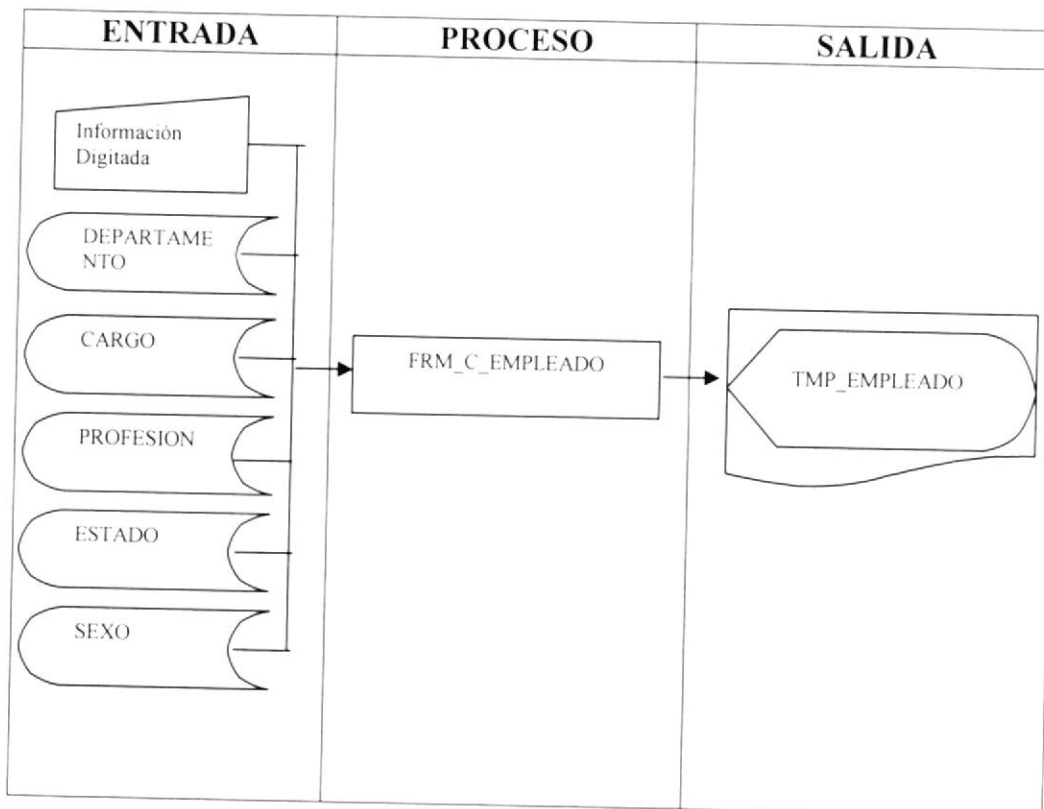 ENTRADA
PROCESO
SALIDA
Información
Digitada
DEPARTAME
NTO
CARGO
PROFESION
ESTADO
SEXO
FRM_C_EMPLEADO
TMP_EMPLEADO